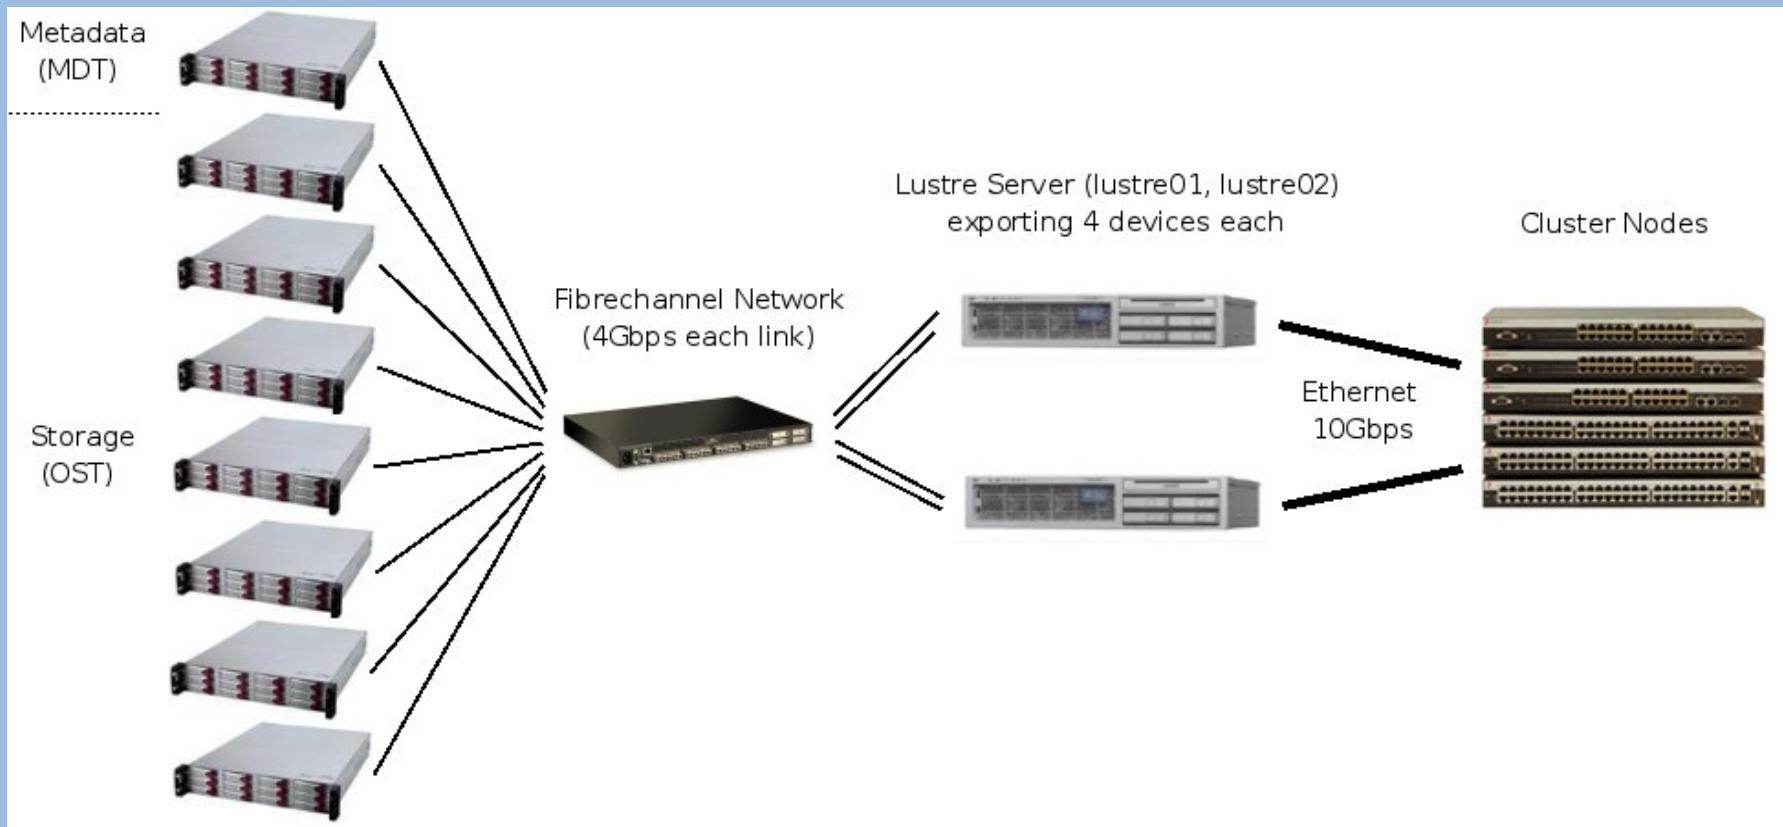 Metadata
(MDT)
Storage
(OST)
Fibrechannel Network
(4Gbps each link)
Lustre Server (lustre01, lustre02)
exporting 4 devices each
Ethernet
10Gbps
Cluster Nodes